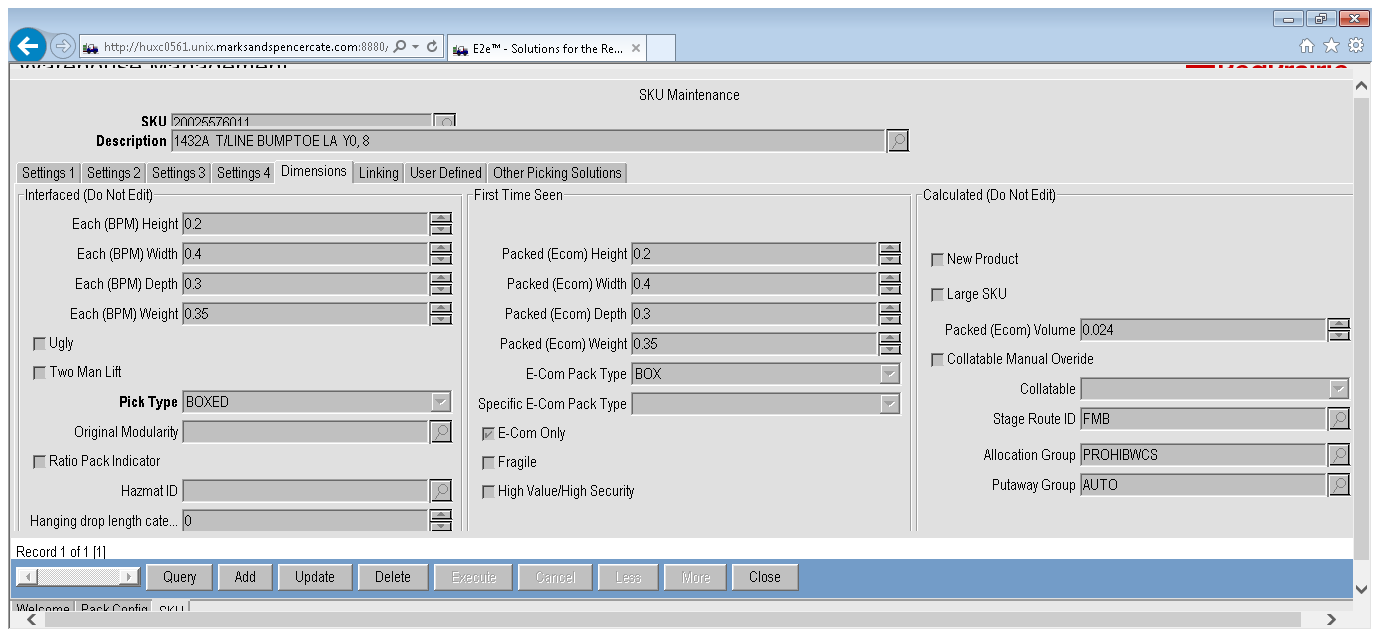 http://huxc0561.unix.marksandspencercate.com:8880/
E2e™ - Solutions for the Re...
Warehouse Management
RedPrairie
SKU Maintenance
SKU 20025576011
Description 1432A T/LINE BUMPTOE LA Y0, 8
Settings 1 Settings 2 Settings 3 Settings 4 Dimensions Linking User Defined Other Picking Solutions
Interfaced (Do Not Edit)
Each (BPM) Height 0.2
Each (BPM) Width 0.4
Each (BPM) Depth 0.3
Each (BPM) Weight 0.35
Ugly
Two Man Lift
Pick Type BOXED
Original Modularity
Ratio Pack Indicator
Hazmat ID
Hanging drop length cate... 0
First Time Seen
Packed (Ecom) Height 0.2
Packed (Ecom) Width 0.4
Packed (Ecom) Depth 0.3
Packed (Ecom) Weight 0.35
E-Com Pack Type BOX
Specific E-Com Pack Type
E-Com Only
Fragile
High Value/High Security
Calculated (Do Not Edit)
New Product
Large SKU
Packed (Ecom) Volume 0.024
Collatable Manual Overide
Collatable
Stage Route ID FMB
Allocation Group PROHIBWCS
Putaway Group AUTO
Record 1 of 1 [1]
Query Add Update Delete Execute Cancel Less More Close
Welcome Pack Config SKU